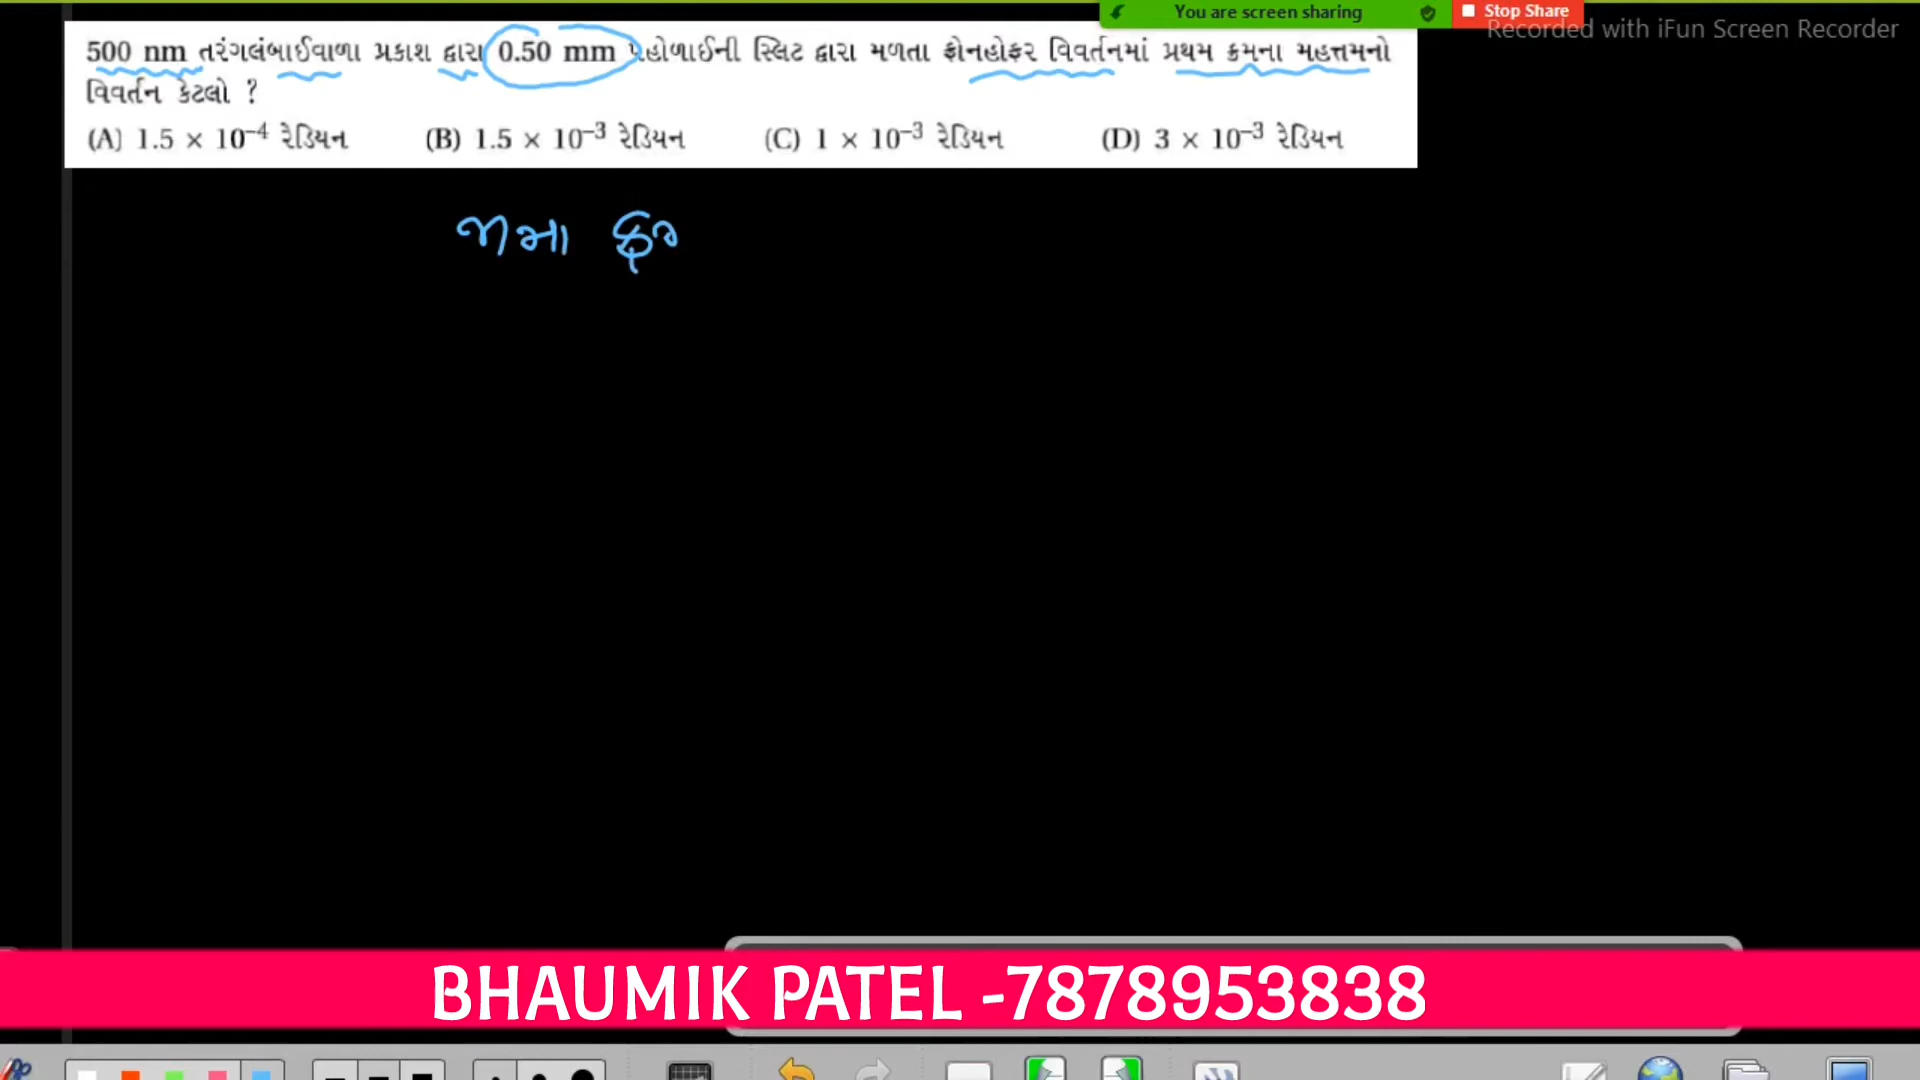 You are screen sharing
Stop Share
Recorded with iFun Screen Recorder
500 nm તરંગલંબાઈવાળા પ્રકાશ દ્વારા 0.50 mm પહોળાઈની સ્લિટ દ્વારા મળતા ફ્રોનહોફર વિવર્તનમાં પ્રથમ ક્રમના મહત્તમનો
વિવર્તન કેટલો ?
(A) 1.5 × 10⁻⁴ રેડિયન (B) 1.5 × 10⁻³ રેડિયન (C) 1 × 10⁻³ રેડિયન (D) 3 × 10⁻³ રેડિયન
BHAUMIK PATEL -7878953838